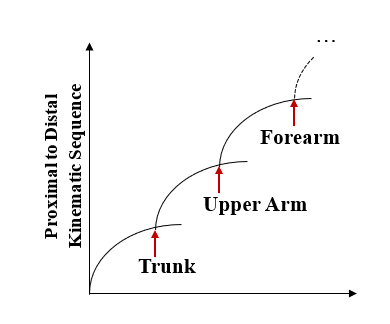 ...
Forearm
Upper Arm
Trunk
Proximal to Distal
Kinematic Sequence